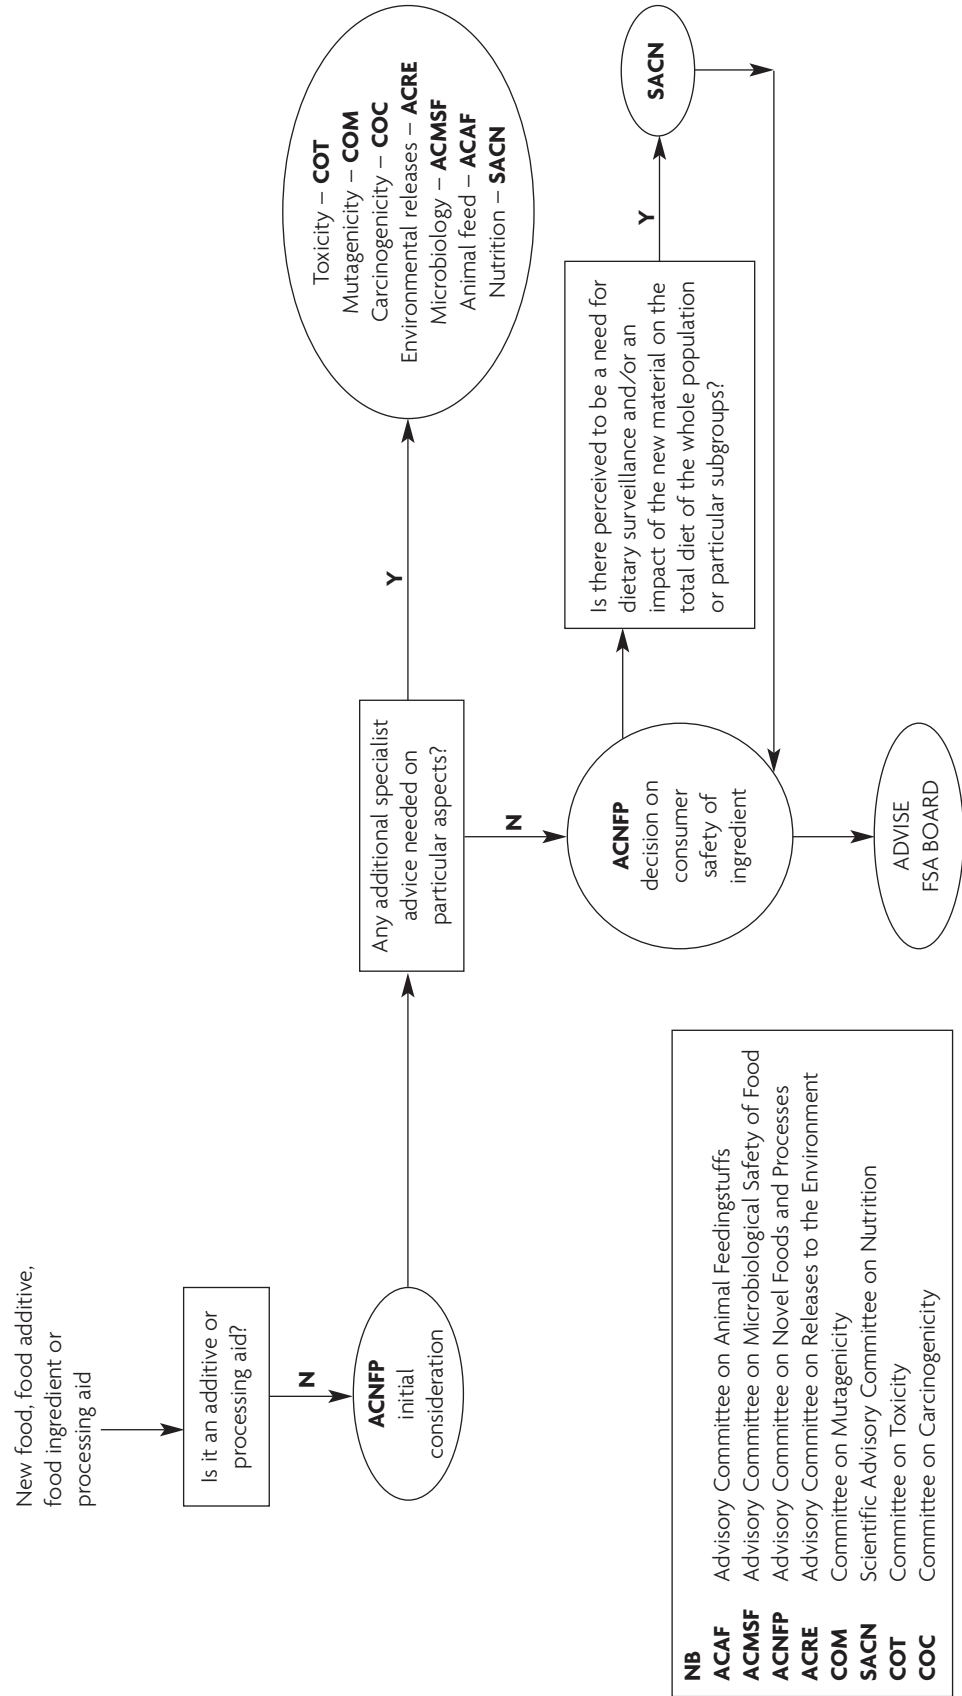 New food, food additive,
food ingredient or
processing aid
Is it an additive or
processing aid?
N
ACNFP
initial
consideration
Any additional specialist
advice needed on
particular aspects?
Y
Toxicity – COT
Mutagenicity – COM
Carcinogenicity – COC
Environmental releases – ACRE
Microbiology – ACMSF
Animal feed – ACAF
Nutrition – SACN
N
ACNFP
decision on
consumer
safety of
ingredient
Is there perceived to be a need for
dietary surveillance and/or an
impact of the new material on the
total diet of the whole population
or particular subgroups?
Y
SACN
ADVISE
FSA BOARD
NB
ACAF Advisory Committee on Animal Feedingstuffs
ACMSF Advisory Committee on Microbiological Safety of Food
ACNFP Advisory Committee on Novel Foods and Processes
ACRE Advisory Committee on Releases to the Environment
COM Committee on Mutagenicity
SACN Scientific Advisory Committee on Nutrition
COT Committee on Toxicity
COC Committee on Carcinogenicity